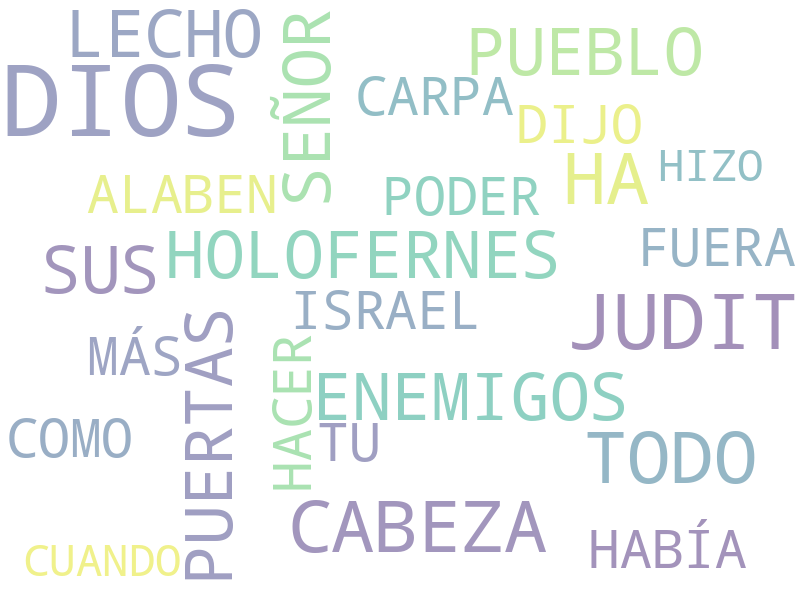 LECHO
DIOS
SEÑOR
PUEBLO
CARPA
DIJO
HA
HIZO
ALABEN
PODER
HOLOFERNES
SUS
FUERA
ISRAEL
JUDIT
MÁS
PUERTAS
HACER
ENEMIGOS
COMO
TU
TODO
CABEZA
HABÍA
CUANDO